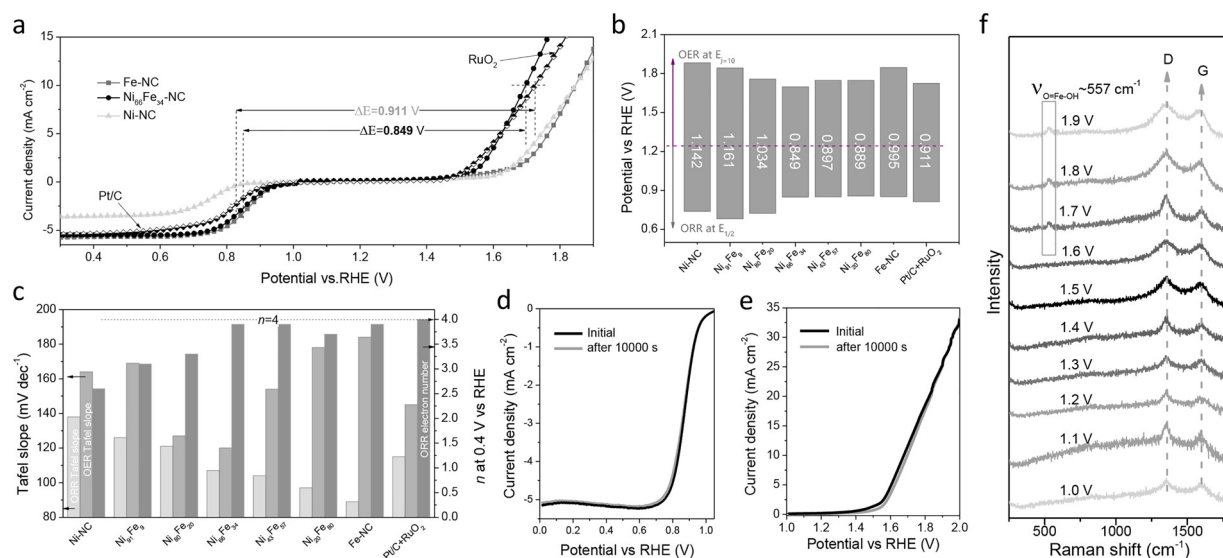 a
15
10
5
0
-5
Current density (mA cm⁻²)
Fe-NC
Ni₆₆Fe₃₄-NC
Ni-NC
RuO₂
ΔE=0.911 V
ΔE=0.849 V
Pt/C
0.4 0.6 0.8 1.0 1.2 1.4 1.6 1.8
Potential vs.RHE (V)
b
2.1
1.8
1.5
1.2
0.9
0.6
Potential vs RHE (V)
OER at Eⱼ₌₁₀
1.142 1.161 1.034 0.849 0.897 0.889 0.995 0.911
ORR at E₁/₂
Ni-NC Ni₉₁Fe₉ Ni₈₀Fe₂₀ Ni₆₆Fe₃₄ Ni₄₃Fe₅₇ Ni₂₀Fe₈₀ Fe-NC Pt/C+RuO₂
c
200
180
160
140
120
100
80
Tafel slope (mV dec⁻¹)
n=4
ORR Tafel slope
OER Tafel slope
ORR electron number
4.0
3.5
3.0
2.5
2.0
1.5
1.0
0.5
0.0
n at 0.4 V vs RHE
Ni-NC Ni₉₁Fe₉ Ni₈₀Fe₂₀ Ni₆₆Fe₃₄ Ni₄₃Fe₅₇ Ni₂₀Fe₈₀ Fe-NC Pt/C+RuO₂
d
0
-1
-2
-3
-4
-5
Current density (mA cm⁻²)
Initial
after 10000 s
0.0 0.2 0.4 0.6 0.8 1.0
Potential vs RHE (V)
e
35
30
25
20
15
10
5
0
Current density (mA cm⁻²)
Initial
after 10000 s
1.0 1.2 1.4 1.6 1.8 2.0
Potential vs RHE (V)
f
D
G
ν O=Fe-OH~557 cm⁻¹
1.9 V
1.8 V
1.7 V
1.6 V
1.5 V
1.4 V
1.3 V
1.2 V
1.1 V
1.0 V
Intensity
500 1000 1500
Raman shift (cm⁻¹)